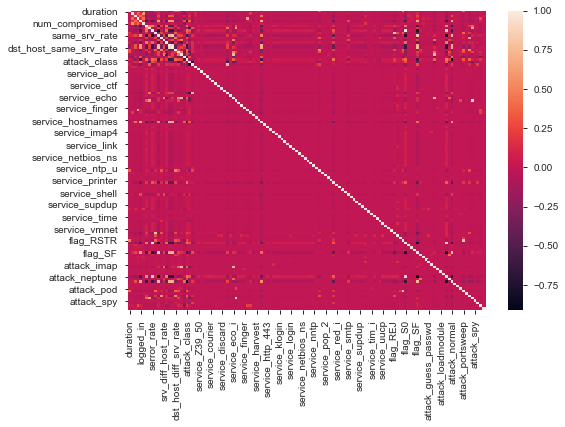 duration
num_compromised
same_srv_rate
dst_host_same_srv_rate
attack_class
service_aol
service_ctf
service_echo
service_finger
service_hostnames
service_imap4
service_link
service_netbios_ns
service_ntp_u
service_printer
service_shell
service_supdup
service_time
service_vmnet
flag_RSTR
flag_SF
attack_imap
attack_neptune
attack_pod
attack_spy
duration
logged_in
serror_rate
srv_diff_host_rate
dst_host_diff_srv_rate
attack_class
service_Z39_50
service_courier
service_discard
service_eco_i
service_finger
service_harvest
service_http_443
service_klogin
service_login
service_netbios_ns
service_nntp
service_pop_2
service_red_i
service_smtp
service_supdup
service_tim_i
service_uucp
flag_REJ
flag_S0
flag_SF
attack_guess_passwd
attack_loadmodule
attack_normal
attack_portsweep
attack_spy
1.00
0.75
0.50
0.25
0.00
−0.25
−0.50
−0.75